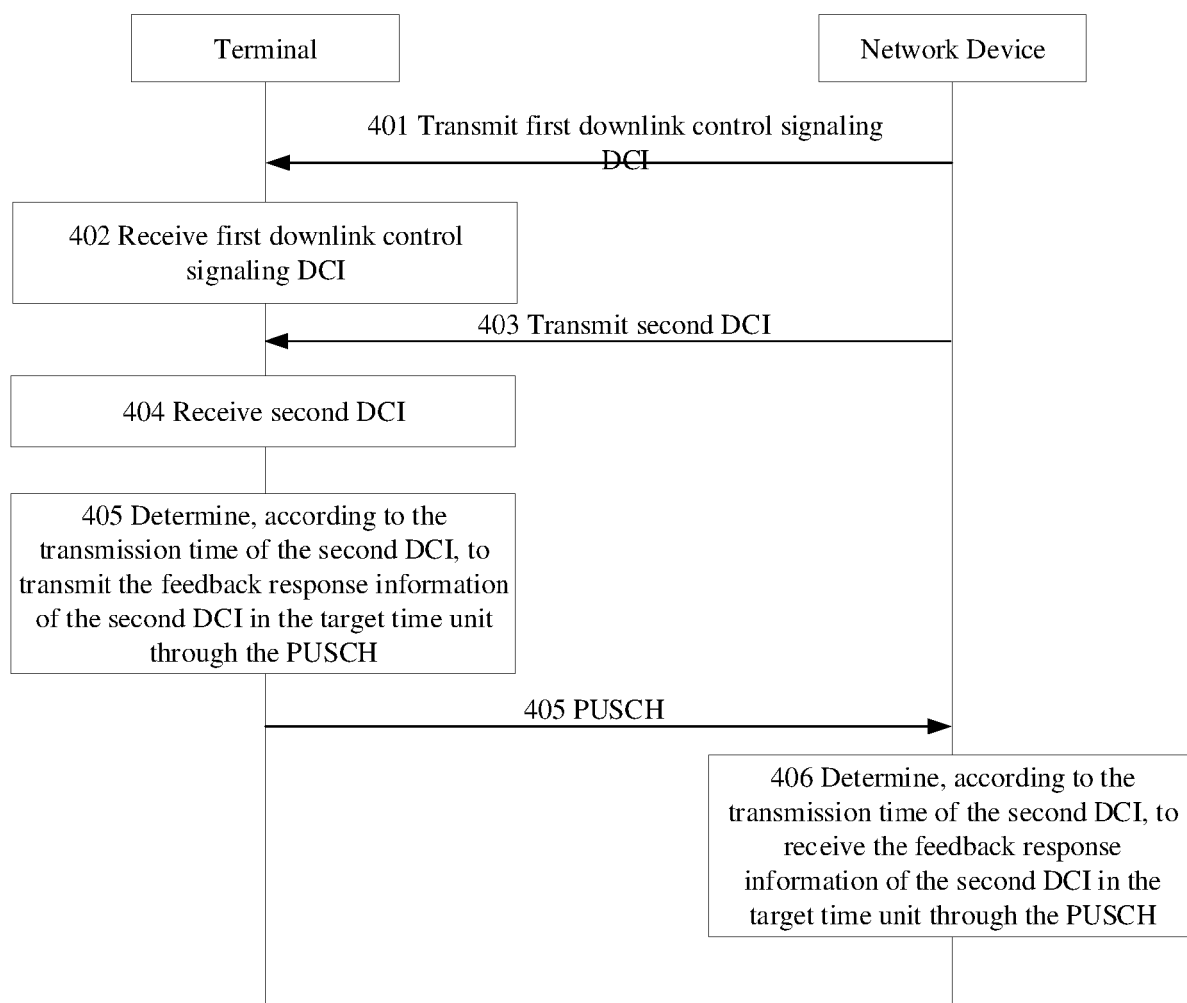 Terminal
Network Device
401 Transmit first downlink control signaling
DCI
402 Receive first downlink control
signaling DCI
403 Transmit second DCI
404 Receive second DCI
405 Determine, according to the
transmission time of the second DCI, to
transmit the feedback response information
of the second DCI in the target time unit
through the PUSCH
405 PUSCH
406 Determine, according to the
transmission time of the second DCI, to
receive the feedback response
information of the second DCI in the
target time unit through the PUSCH